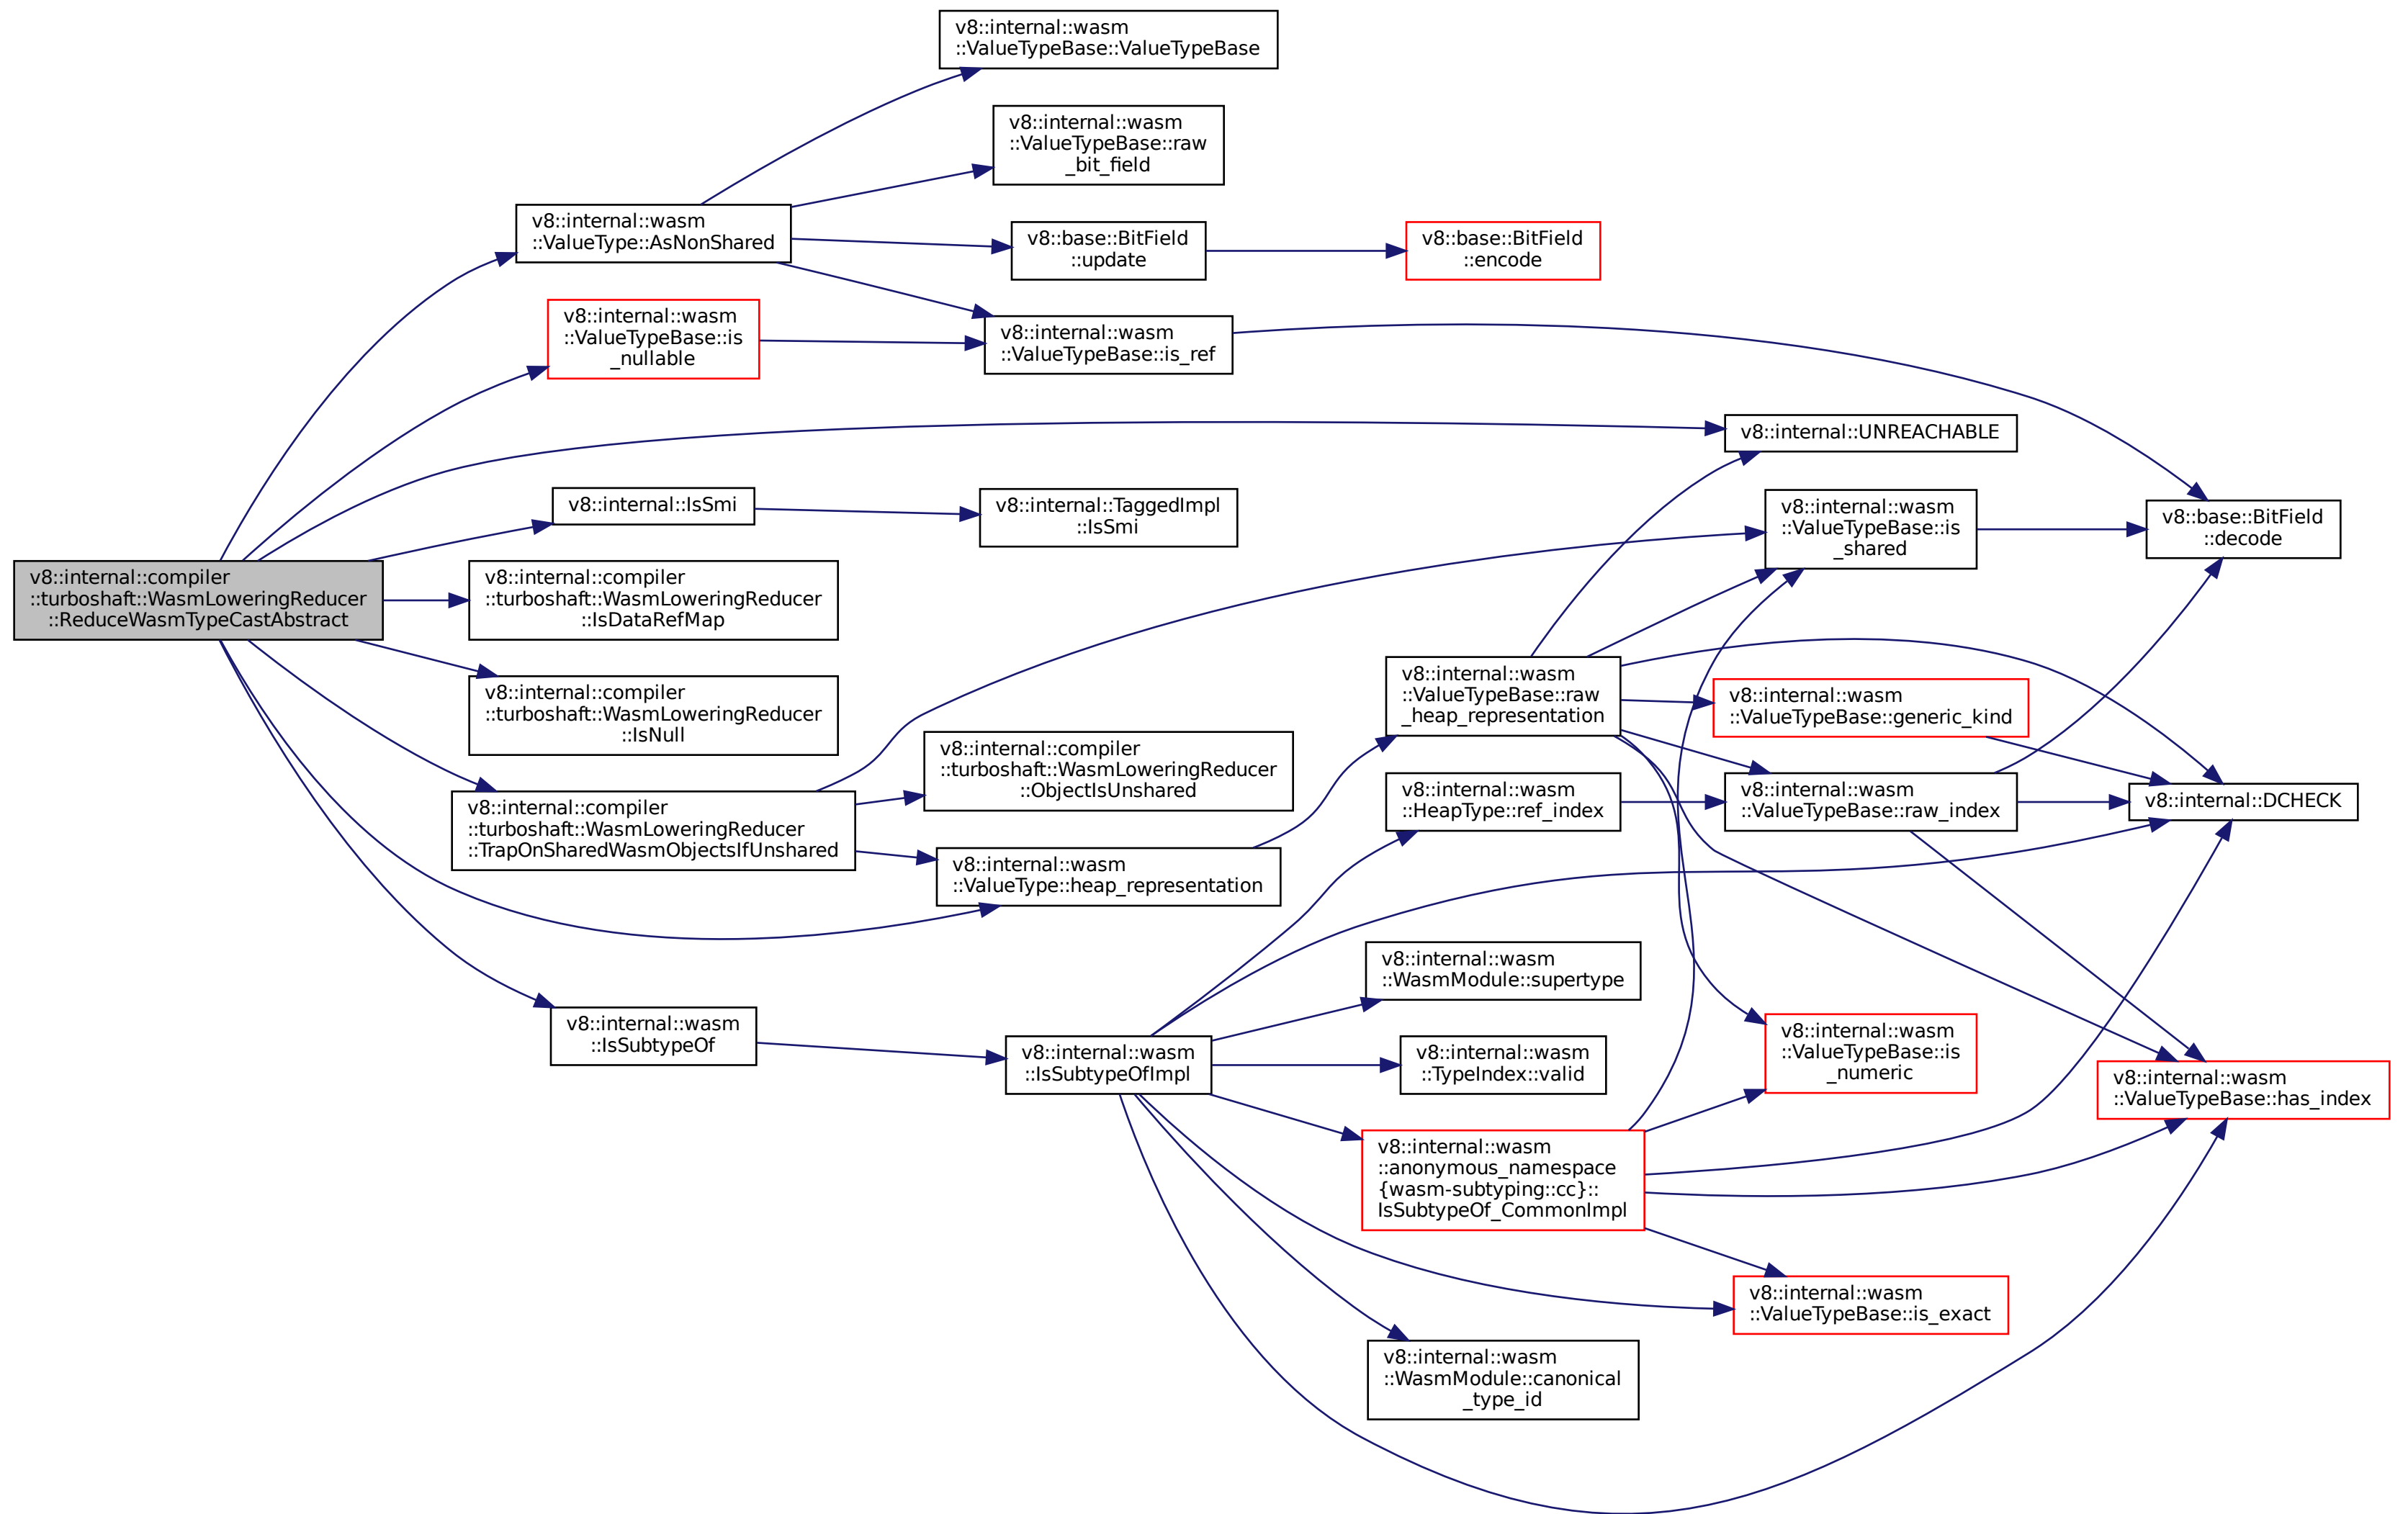 v8::internal::wasm
::ValueTypeBase::ValueTypeBase
v8::internal::wasm
::ValueTypeBase::raw
_bit_field
v8::internal::wasm
::ValueType::AsNonShared
v8::base::BitField
::update
v8::base::BitField
::encode
v8::internal::wasm
::ValueTypeBase::is
_nullable
v8::internal::wasm
::ValueTypeBase::is_ref
v8::internal::UNREACHABLE
v8::internal::IsSmi
v8::internal::TaggedImpl
::IsSmi
v8::internal::wasm
::ValueTypeBase::is
_shared
v8::base::BitField
::decode
v8::internal::compiler
::turboshaft::WasmLoweringReducer
::ReduceWasmTypeCastAbstract
v8::internal::compiler
::turboshaft::WasmLoweringReducer
::IsDataRefMap
v8::internal::compiler
::turboshaft::WasmLoweringReducer
::IsNull
v8::internal::wasm
::ValueTypeBase::raw
_heap_representation
v8::internal::wasm
::ValueTypeBase::generic_kind
v8::internal::compiler
::turboshaft::WasmLoweringReducer
::ObjectIsUnshared
v8::internal::wasm
::HeapType::ref_index
v8::internal::wasm
::ValueTypeBase::raw_index
v8::internal::DCHECK
v8::internal::compiler
::turboshaft::WasmLoweringReducer
::TrapOnSharedWasmObjectsIfUnshared
v8::internal::wasm
::ValueType::heap_representation
v8::internal::wasm
::WasmModule::supertype
v8::internal::wasm
::IsSubtypeOf
v8::internal::wasm
::IsSubtypeOfImpl
v8::internal::wasm
::TypeIndex::valid
v8::internal::wasm
::ValueTypeBase::is
_numeric
v8::internal::wasm
::ValueTypeBase::has_index
v8::internal::wasm
::anonymous_namespace
{wasm-subtyping::cc}::
IsSubtypeOf_CommonImpl
v8::internal::wasm
::ValueTypeBase::is_exact
v8::internal::wasm
::WasmModule::canonical
_type_id